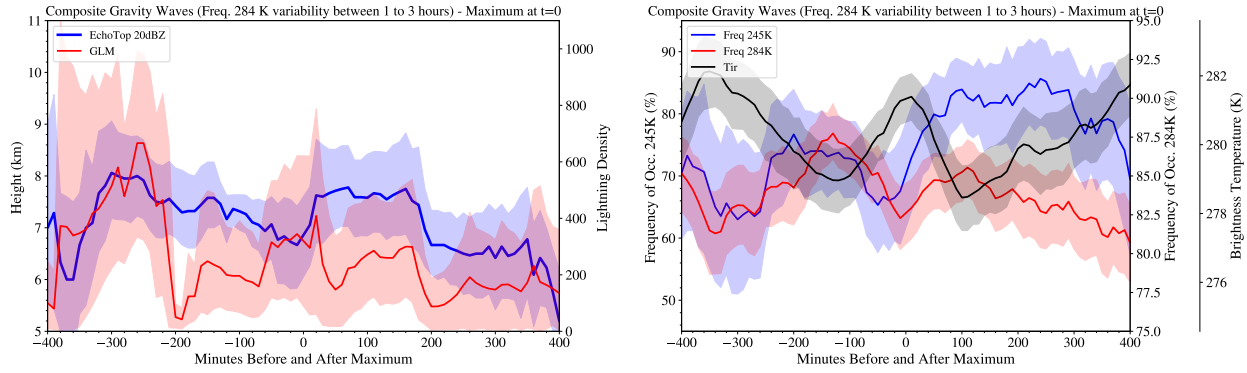 Composite Gravity Waves (Freq. 284 K variability between 1 to 3 hours) - Maximum at t=0
EchoTop 20dBZ
GLM
Height (km)
11
10
9
8
7
6
5
1000
800
600
400
200
0
Lightning Density
−400 −300 −200 −100 0 100 200 300 400
Minutes Before and After Maximum
Composite Gravity Waves (Freq. 284 K variability between 1 to 3 hours) - Maximum at t=0
Freq 245K
Freq 284K
Tir
Frequency of Occ. 245K (%)
90
80
70
60
50
95.0
92.5
90.0
87.5
85.0
82.5
80.0
77.5
75.0
Frequency of Occ. 284K (%)
282
280
278
276
Brightness Temperature (K)
−400 −300 −200 −100 0 100 200 300 400
Minutes Before and After Maximum